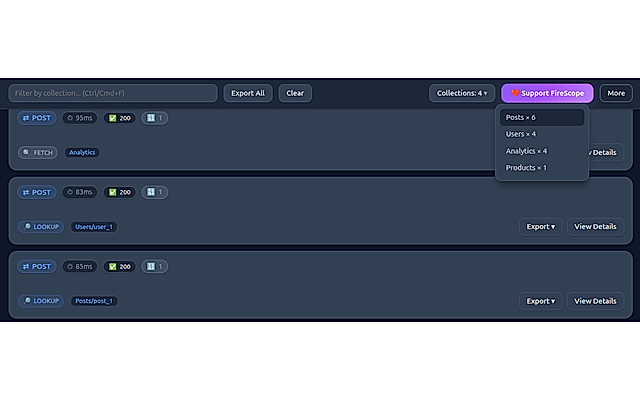 Filter by collection... (Ctrl/Cmd+F) Export All Clear Collections: 4 ▾ ❤️ Support FireScope More
⇄ POST ⏱ 95ms ✅ 200 🔢 1
Posts × 6
Users × 4
Analytics × 4
Products × 1
🔍 FETCH Analytics Details
⇄ POST ⏱ 83ms ✅ 200 🔢 1
🔎 LOOKUP Users/user_1 Export ▾ View Details
⇄ POST ⏱ 85ms ✅ 200 🔢 1
🔎 LOOKUP Posts/post_1 Export ▾ View Details